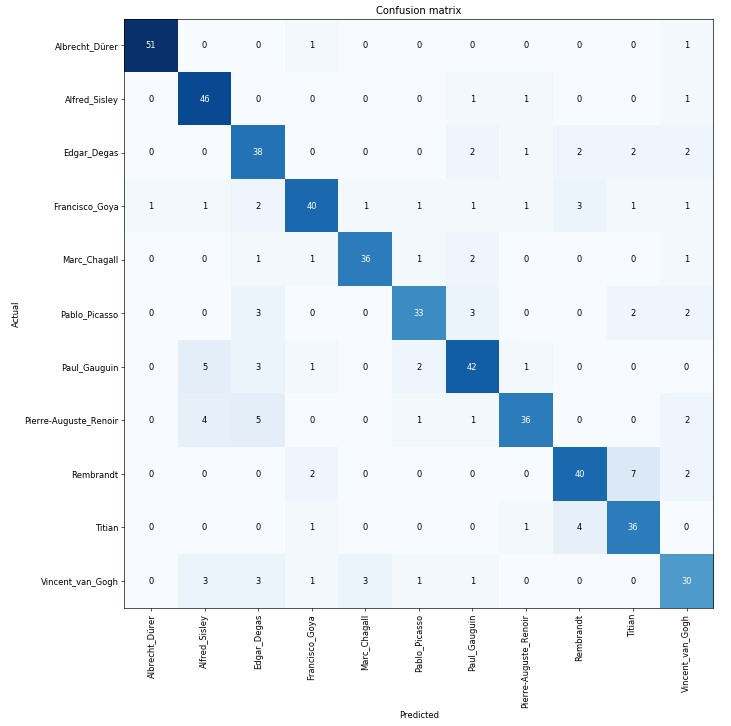 Confusion matrix
Albrecht_Dürer 51 0 0 1 0 0 0 0 0 0 1
Alfred_Sisley 0 46 0 0 0 0 1 1 0 0 1
Edgar_Degas 0 0 38 0 0 0 2 1 2 2 2
Francisco_Goya 1 1 2 40 1 1 1 1 3 1 1
Marc_Chagall 0 0 1 1 36 1 2 0 0 0 1
Pablo_Picasso 0 0 3 0 0 33 3 0 0 2 2
Paul_Gauguin 0 5 3 1 0 2 42 1 0 0 0
Pierre-Auguste_Renoir 0 4 5 0 0 1 1 36 0 0 2
Rembrandt 0 0 0 2 0 0 0 0 40 7 2
Titian 0 0 0 1 0 0 0 1 4 36 0
Vincent_van_Gogh 0 3 3 1 3 1 1 0 0 0 30
Actual
Albrecht_Dürer
Alfred_Sisley
Edgar_Degas
Francisco_Goya
Marc_Chagall
Pablo_Picasso
Paul_Gauguin
Pierre-Auguste_Renoir
Rembrandt
Titian
Vincent_van_Gogh
Predicted